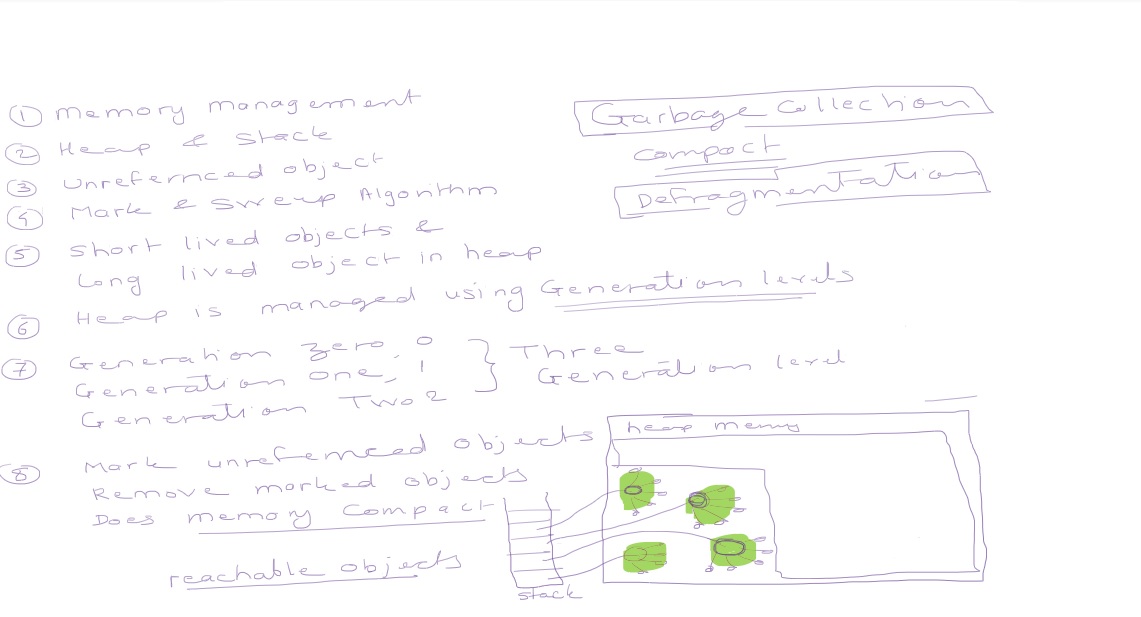 ① Memory management
② Heap & Stack
③ Unrefernced object
④ Mark & Sweup Algorithm
⑤ Short lived objects &
Long lived object in heap
⑥ Heap is managed using Generation levels
⑦ Generation zero, 0
Generation one, 1
Generation Two 2
Three
Generation level
⑧ Mark unrefernced objects
Remove marked objects
Does memory compact
reachable objects
Garbage Collection
compact
Defragmentation
heap memry
stack